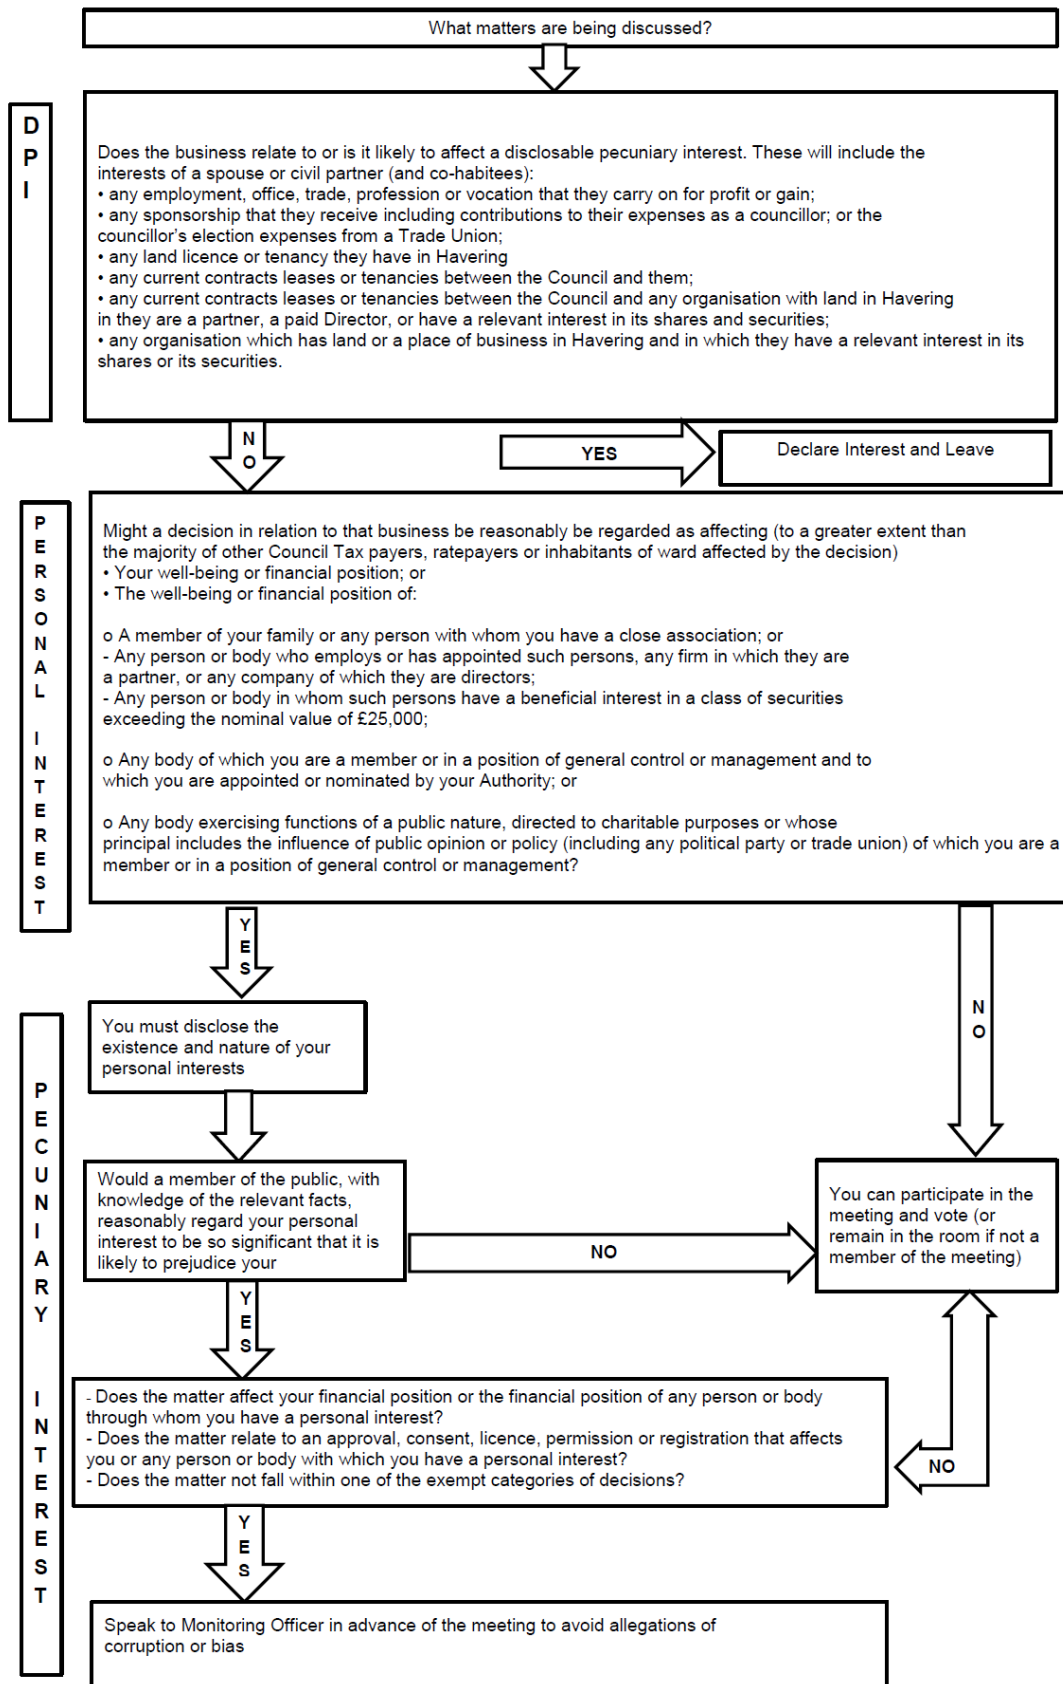 What matters are being discussed?
D
P
I
Does the business relate to or is it likely to affect a disclosable pecuniary interest. These will include the
interests of a spouse or civil partner (and co-habitees):
• any employment, office, trade, profession or vocation that they carry on for profit or gain;
• any sponsorship that they receive including contributions to their expenses as a councillor; or the
councillor's election expenses from a Trade Union;
• any land licence or tenancy they have in Havering
• any current contracts leases or tenancies between the Council and them;
• any current contracts leases or tenancies between the Council and any organisation with land in Havering
in they are a partner, a paid Director, or have a relevant interest in its shares and securities;
• any organisation which has land or a place of business in Havering and in which they have a relevant interest in its
shares or its securities.
N
O
YES
Declare Interest and Leave
P
E
R
S
O
N
A
L
I
N
T
E
R
E
S
T
Might a decision in relation to that business be reasonably be regarded as affecting (to a greater extent than
the majority of other Council Tax payers, ratepayers or inhabitants of ward affected by the decision)
• Your well-being or financial position; or
• The well-being or financial position of:
o A member of your family or any person with whom you have a close association; or
- Any person or body who employs or has appointed such persons, any firm in which they are
a partner, or any company of which they are directors;
- Any person or body in whom such persons have a beneficial interest in a class of securities
exceeding the nominal value of £25,000;
o Any body of which you are a member or in a position of general control or management and to
which you are appointed or nominated by your Authority; or
o Any body exercising functions of a public nature, directed to charitable purposes or whose
principal includes the influence of public opinion or policy (including any political party or trade union) of which you are a
member or in a position of general control or management?
Y
E
S
N
O
P
E
C
U
N
I
A
R
Y
I
N
T
E
R
E
S
T
You must disclose the
existence and nature of your
personal interests
Would a member of the public, with
knowledge of the relevant facts,
reasonably regard your personal
interest to be so significant that it is
likely to prejudice your
NO
You can participate in the
meeting and vote (or
remain in the room if not a
member of the meeting)
Y
E
S
- Does the matter affect your financial position or the financial position of any person or body
through whom you have a personal interest?
- Does the matter relate to an approval, consent, licence, permission or registration that affects
you or any person or body with which you have a personal interest?
- Does the matter not fall within one of the exempt categories of decisions?
NO
Y
E
S
Speak to Monitoring Officer in advance of the meeting to avoid allegations of
corruption or bias